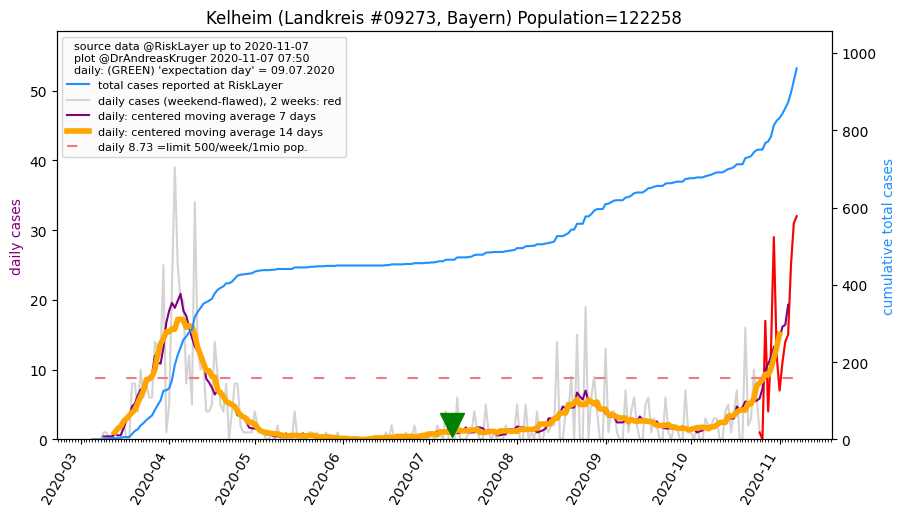 Kelheim (Landkreis #09273, Bayern) Population=122258
source data @RiskLayer up to 2020-11-07
plot @DrAndreasKruger 2020-11-07 07:50
daily: (GREEN) 'expectation day' = 09.07.2020
total cases reported at RiskLayer
daily cases (weekend-flawed), 2 weeks: red
daily: centered moving average 7 days
daily: centered moving average 14 days
daily 8.73 =limit 500/week/1mio pop.
daily cases
50
40
30
20
10
0
cumulative total cases
1000
800
600
400
200
0
2020-03
2020-04
2020-05
2020-06
2020-07
2020-08
2020-09
2020-10
2020-11